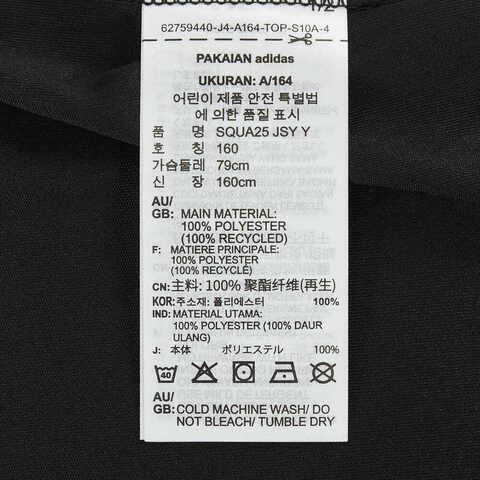 1/2
62759440-J4-A164-TOP-S10A-4
PAKAIAN adidas
UKURAN: A/164
어린이 제품 안전 특별법
에 의한 품질 표시
품 명 SQUA25 JSY Y
호 칭 160
가슴둘레 79cm
신 장 160cm
AU/
GB: MAIN MATERIAL:
100% POLYESTER
(100% RECYCLED)
F: MATIERE PRINCIPALE:
100% POLYESTER
(100% RECYCLÉ)
CN: 主料: 100% 聚酯纤维(再生)
KOR: 주소재: 폴리에스터 100%
IND: MATERIAL UTAMA:
100% POLYESTER (100% DAUR
ULANG)
J: 本体 ポリエステル 100%
40
AU/
GB: COLD MACHINE WASH/ DO
NOT BLEACH/ TUMBLE DRY